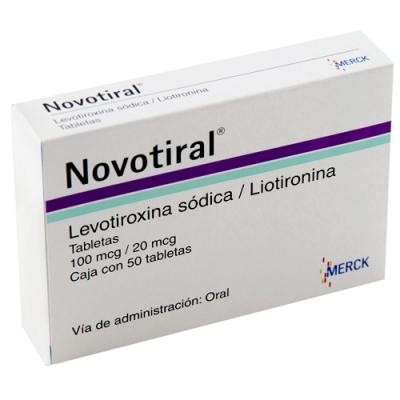 Novotiral®
Levotiroxina sódica / Liotironina
Tabletas
MERCK
Novotiral®
Levotiroxina sódica / Liotironina
Tabletas
100 mcg / 20 mcg
Caja con 50 tabletas
Vía de administración: Oral
MERCK